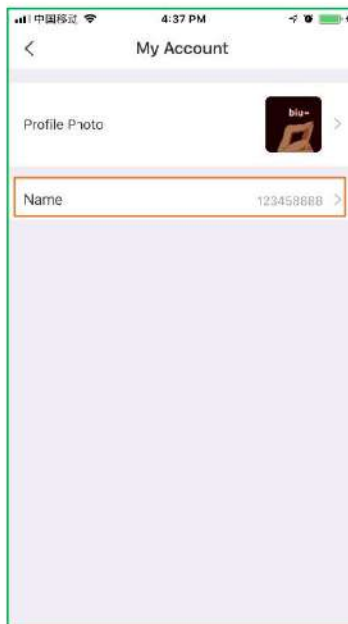 中国移动 4:37 PM
My Account
Profile Photo
biu~
Name 123458888